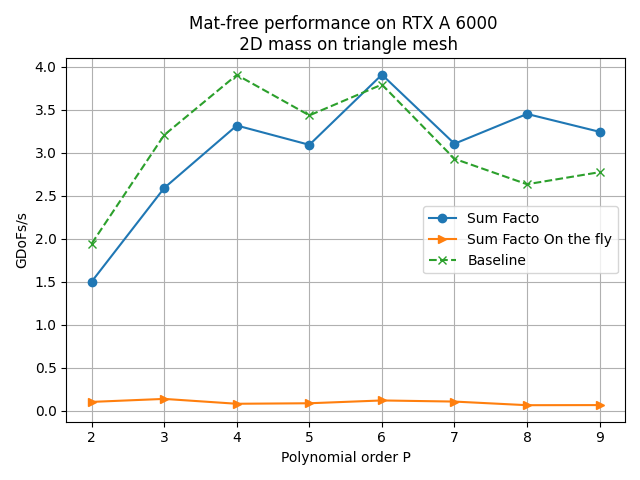 Mat-free performance on RTX A 6000
2D mass on triangle mesh
4.0
3.5
3.0
2.5
2.0
1.5
1.0
0.5
0.0
GDoFs/s
Sum Facto
Sum Facto On the fly
Baseline
2 3 4 5 6 7 8 9
Polynomial order P